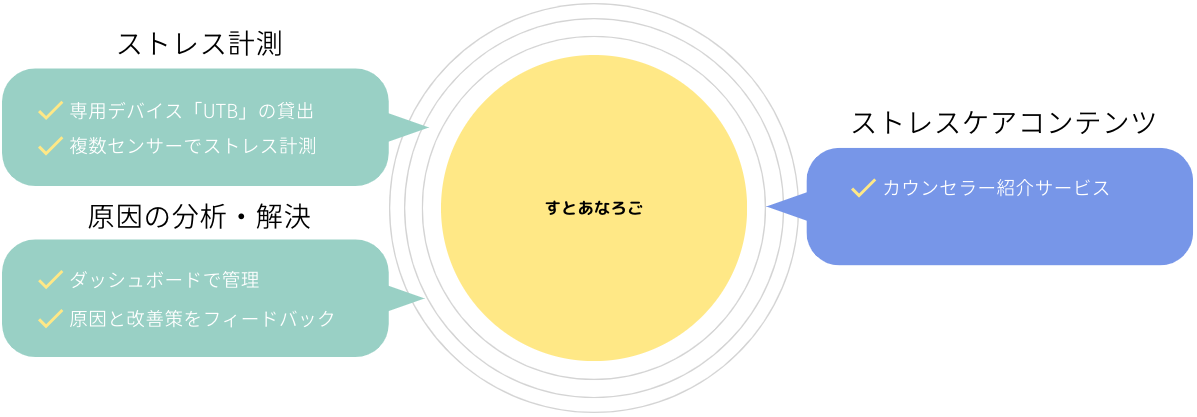 ストレス計測
専用デバイス「UTB」の貸出
複数センサーでストレス計測
原因の分析・解決
ダッシュボードで管理
原因と改善策をフィードバック
すとあなろご
ストレスケアコンテンツ
カウンセラー紹介サービス